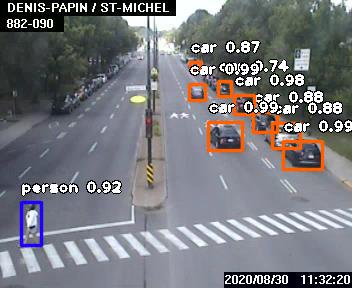 DENIS-PAPIN / ST-MICHEL
882-090
car 0.87
car 0.74
car 0.99
car 0.98
car 0.99
car 0.88
car 0.88
car 0.99
person 0.92
2020/08/30 11:32:20